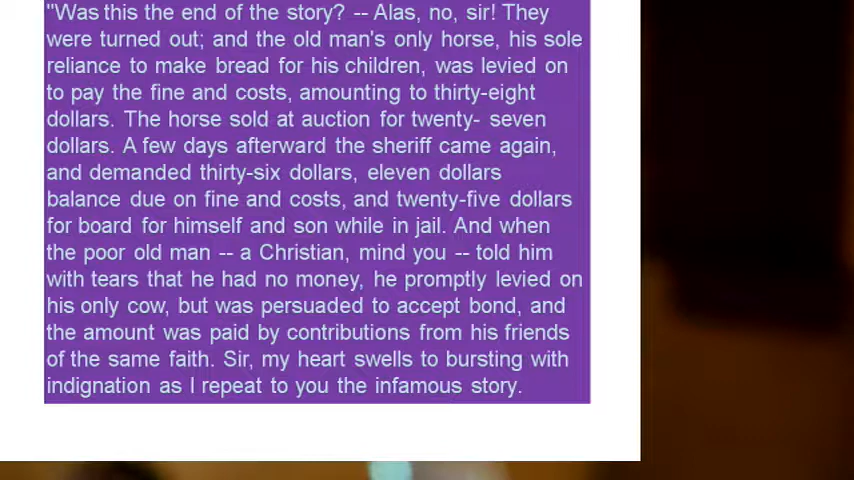 "Was this the end of the story? -- Alas, no, sir! They
were turned out; and the old man's only horse, his sole
reliance to make bread for his children, was levied on
to pay the fine and costs, amounting to thirty-eight
dollars. The horse sold at auction for twenty- seven
dollars. A few days afterward the sheriff came again,
and demanded thirty-six dollars, eleven dollars
balance due on fine and costs, and twenty-five dollars
for board for himself and son while in jail. And when
the poor old man -- a Christian, mind you -- told him
with tears that he had no money, he promptly levied on
his only cow, but was persuaded to accept bond, and
the amount was paid by contributions from his friends
of the same faith. Sir, my heart swells to bursting with
indignation as I repeat to you the infamous story.